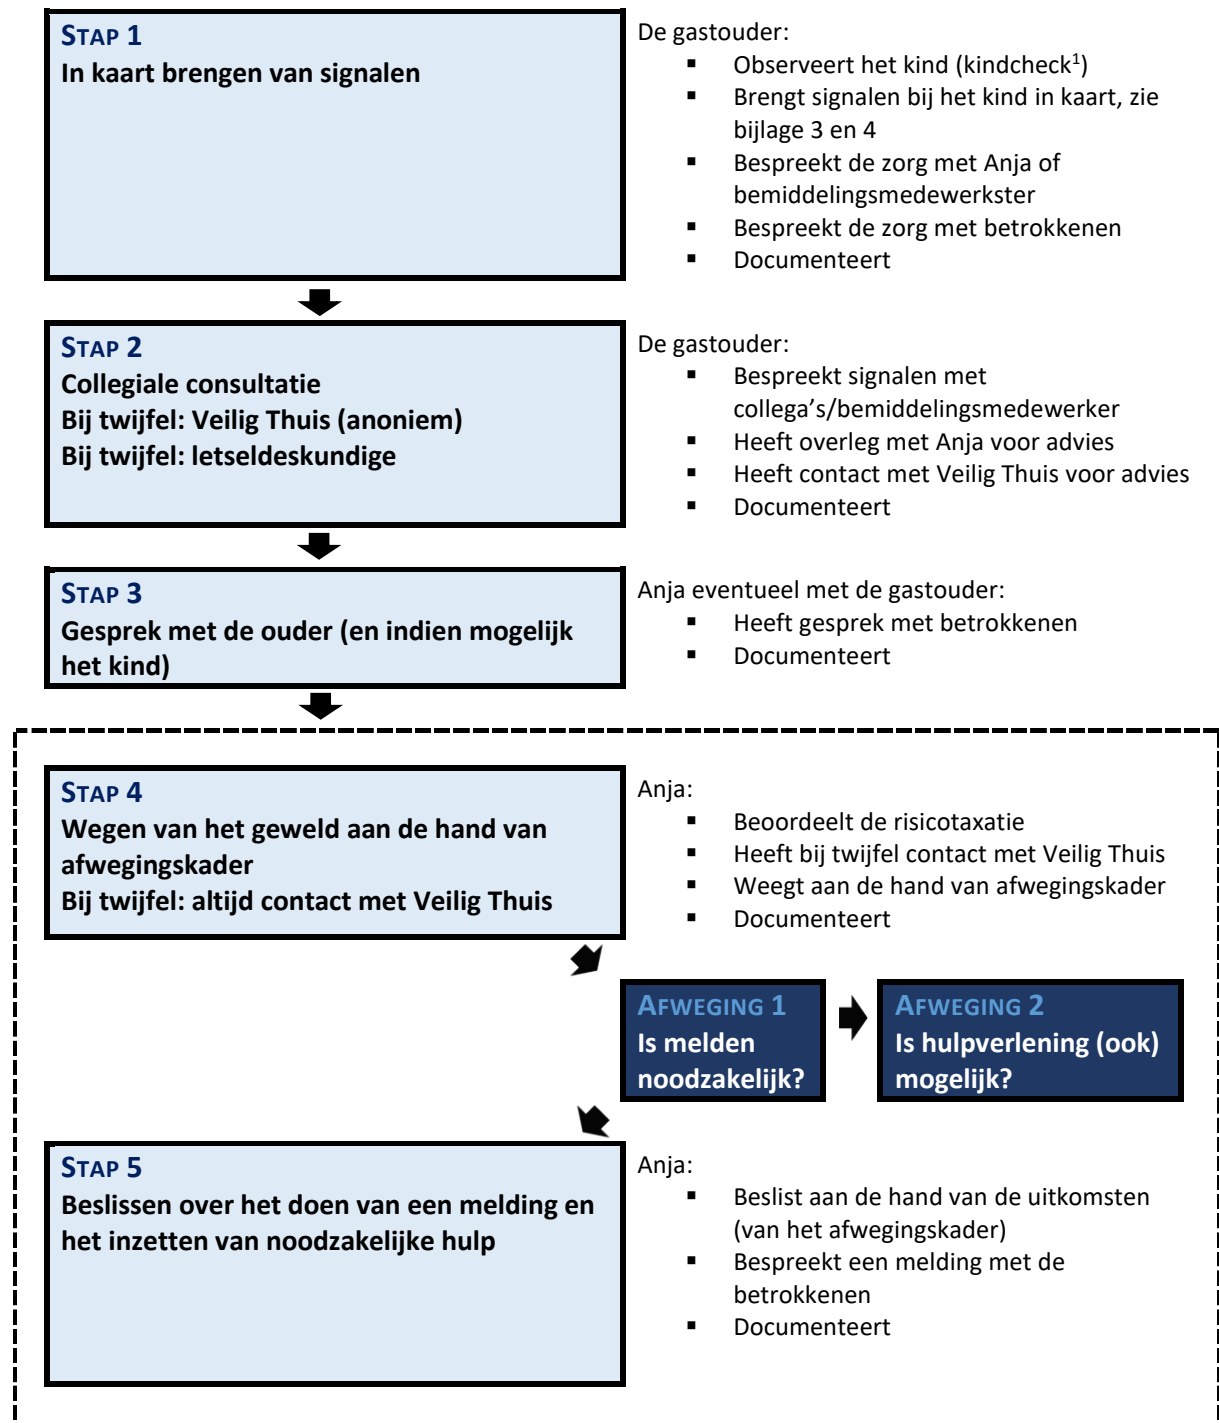 STAP 1
In kaart brengen van signalen
De gastouder:
▪ Observeert het kind (kindcheck¹)
▪ Brengt signalen bij het kind in kaart, zie
bijlage 3 en 4
▪ Bespreekt de zorg met Anja of
bemiddelingsmedewerkster
▪ Bespreekt de zorg met betrokkenen
▪ Documenteert
STAP 2
Collegiale consultatie
Bij twijfel: Veilig Thuis (anoniem)
Bij twijfel: letseldeskundige
De gastouder:
▪ Bespreekt signalen met
collega’s/bemiddelingsmedewerker
▪ Heeft overleg met Anja voor advies
▪ Heeft contact met Veilig Thuis voor advies
▪ Documenteert
STAP 3
Gesprek met de ouder (en indien mogelijk
het kind)
Anja eventueel met de gastouder:
▪ Heeft gesprek met betrokkenen
▪ Documenteert
STAP 4
Wegen van het geweld aan de hand van
afwegingskader
Bij twijfel: altijd contact met Veilig Thuis
Anja:
▪ Beoordeelt de risicotaxatie
▪ Heeft bij twijfel contact met Veilig Thuis
▪ Weegt aan de hand van afwegingskader
▪ Documenteert
AFWEGING 1
Is melden
noodzakelijk?
AFWEGING 2
Is hulpverlening (ook)
mogelijk?
STAP 5
Beslissen over het doen van een melding en
het inzetten van noodzakelijke hulp
Anja:
▪ Beslist aan de hand van de uitkomsten
(van het afwegingskader)
▪ Bespreekt een melding met de
betrokkenen
▪ Documenteert